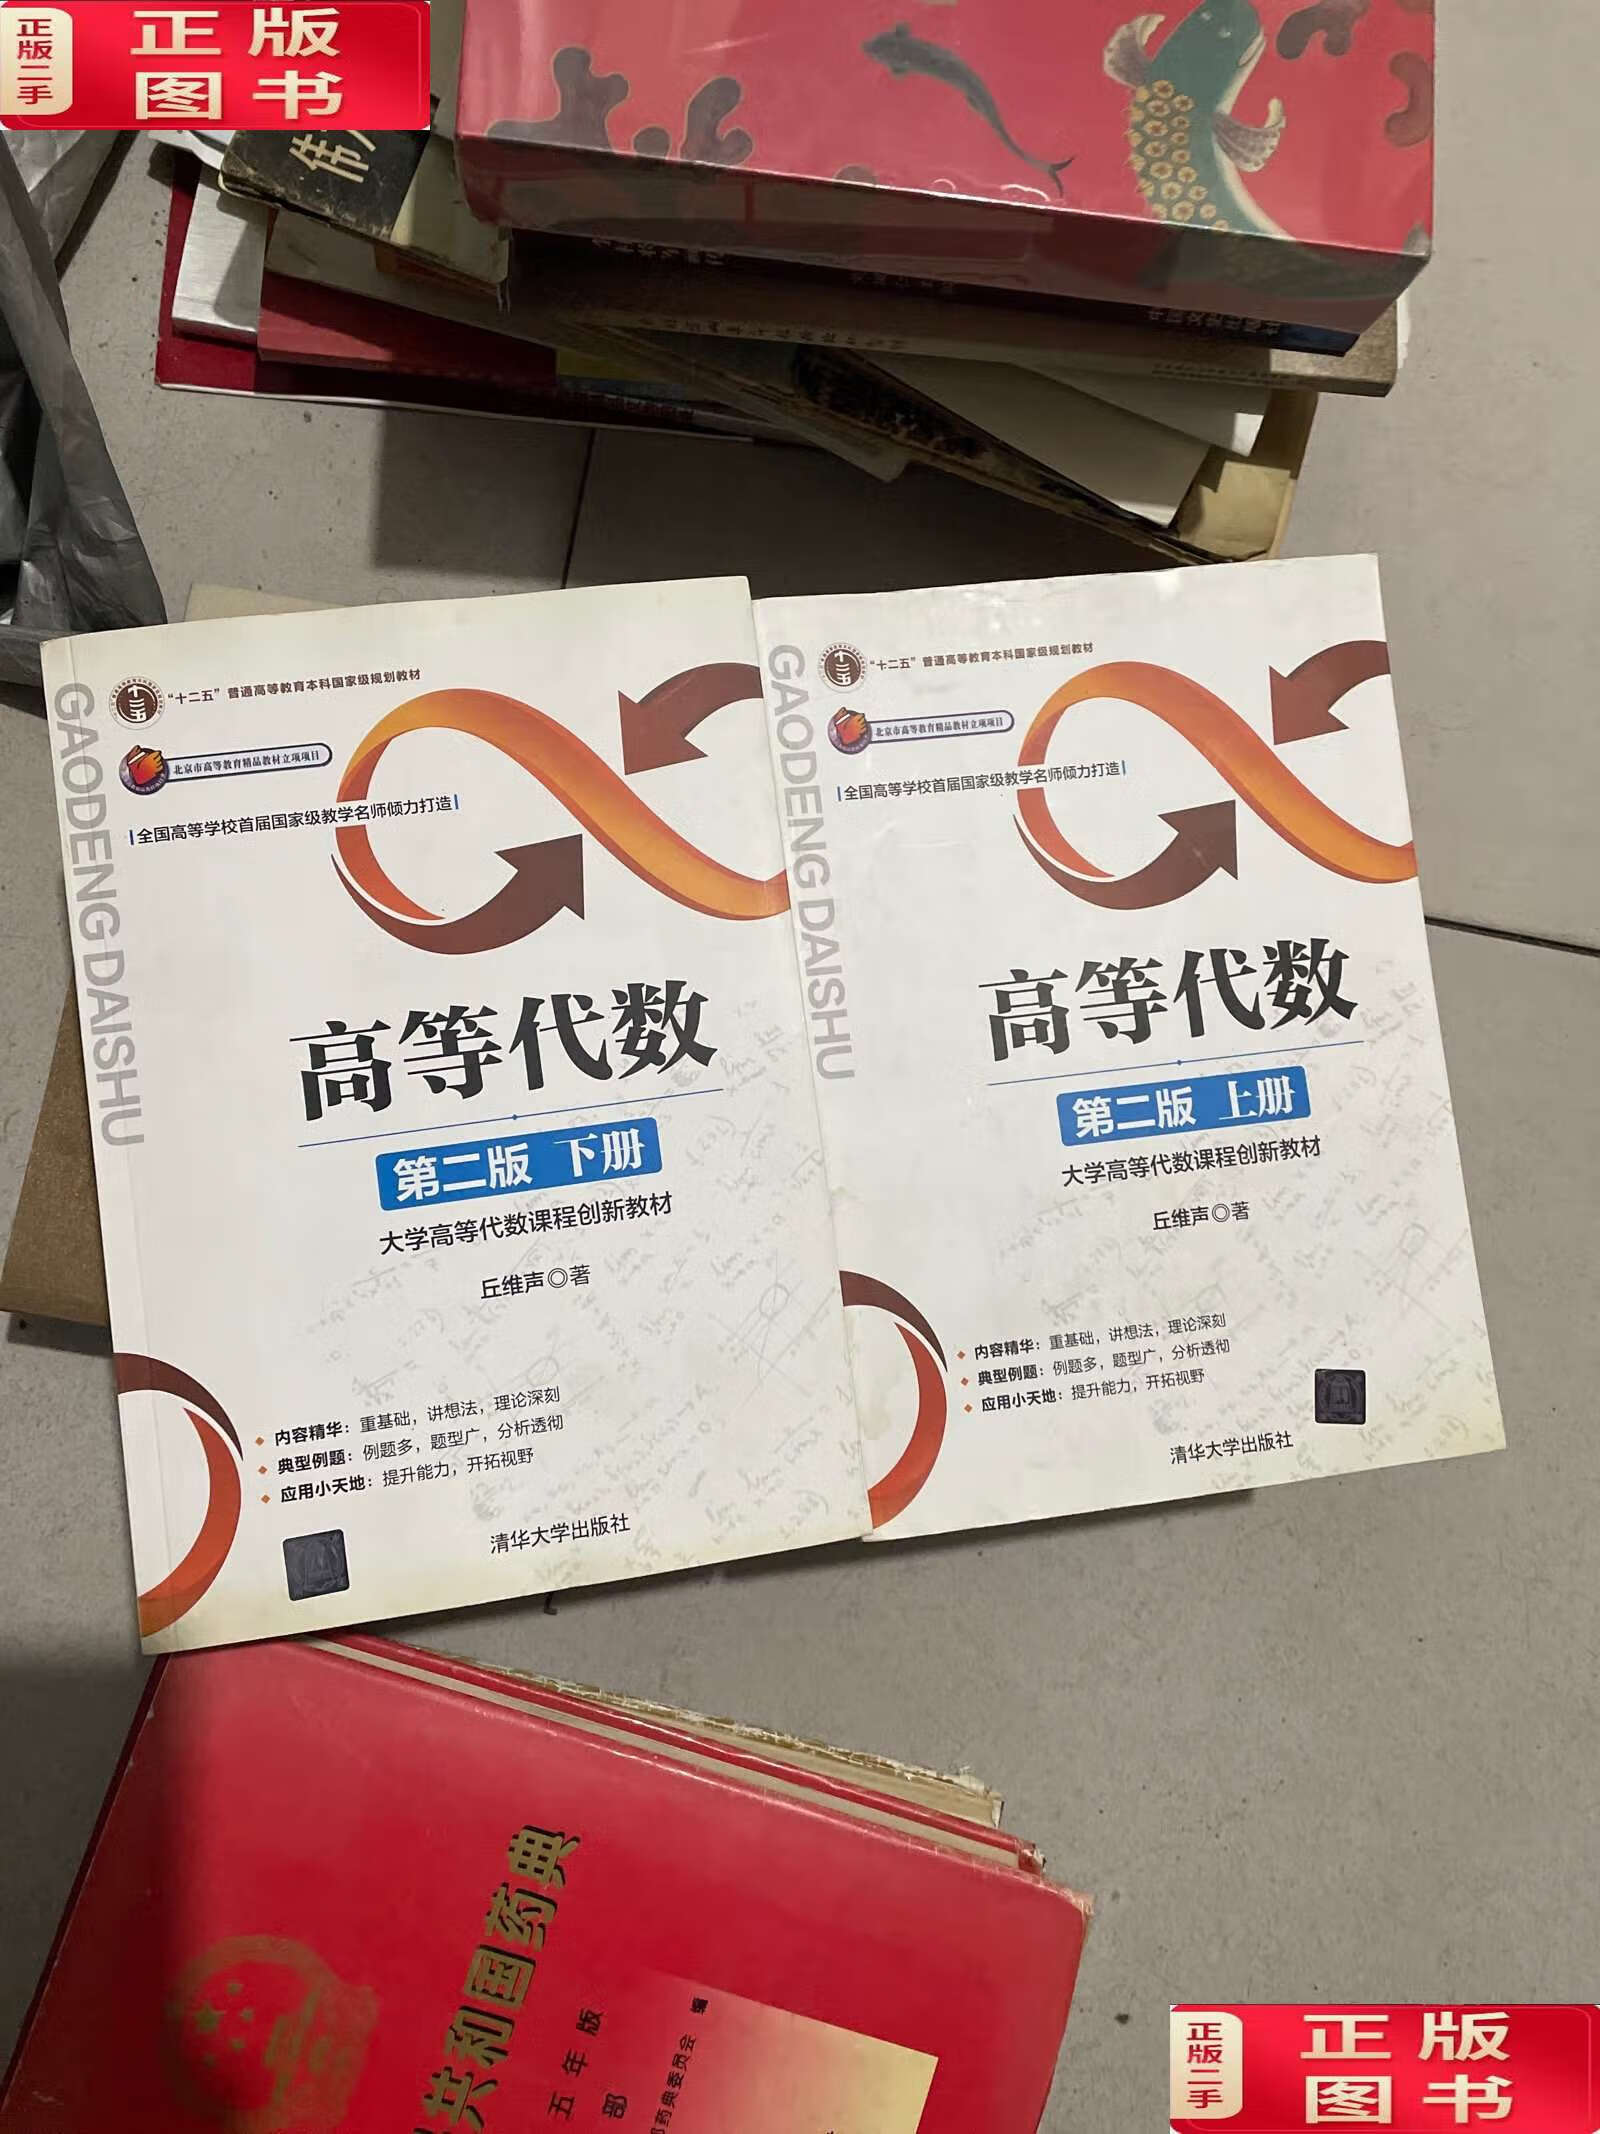 正版二手
正版
图书
伟
GAODENG DAISHU
十二五
“十二五”普通高等教育本科国家级规划教材
北京市高等教育精品教材立项项目
全国高等学校首届国家级教学名师倾力打造
高等代数
第二版 下册
大学高等代数课程创新教材
丘维声◎著
内容精华：重基础，讲想法，理论深刻
典型例题：例题多，题型广，分析透彻
应用小天地：提升能力，开拓视野
清华大学出版社
GAODENG DAISHU
十二五
“十二五”普通高等教育本科国家级规划教材
北京市高等教育精品教材立项项目
全国高等学校首届国家级教学名师倾力打造
高等代数
第二版 上册
大学高等代数课程创新教材
丘维声◎著
内容精华：重基础，讲想法，理论深刻
典型例题：例题多，题型广，分析透彻
应用小天地：提升能力，开拓视野
清华大学出版社
共和国药典
五年版
部
药典委员会 编
正版二手
正版
图书